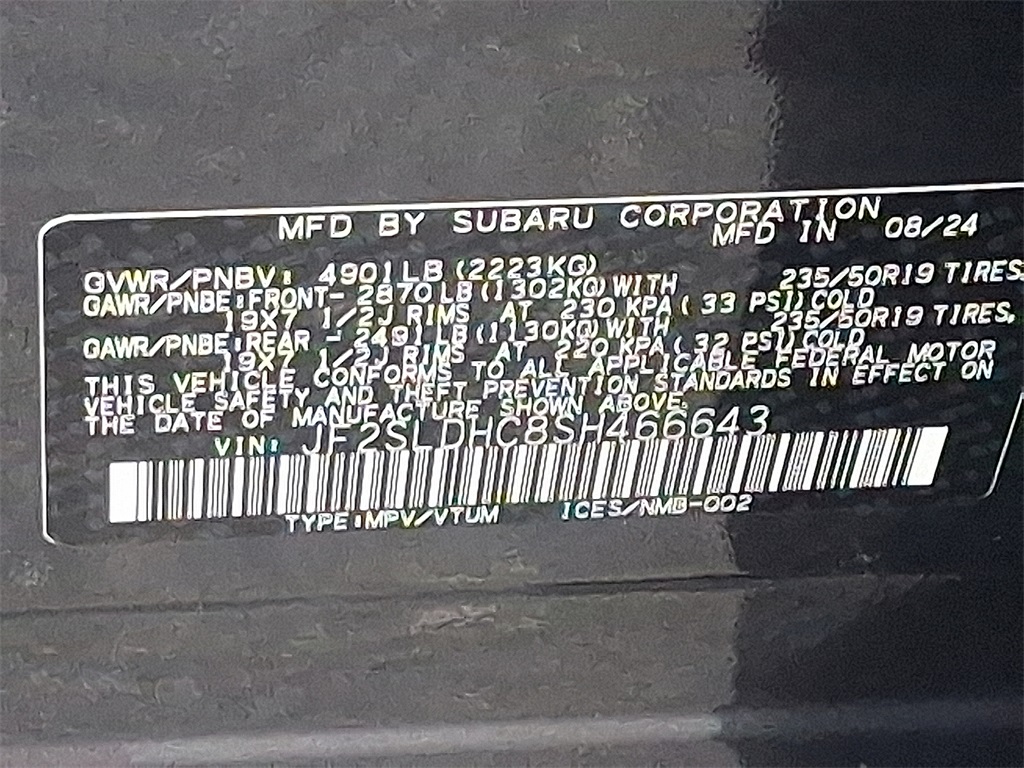 MFD BY SUBARU CORPORATION
MFD IN 08/24
GVWR/PNBV: 4901LB (2223KG)
GAWR/PNBE:FRONT- 2870LB(1302KG)WITH 235/50R19 TIRES,
19X7 1/2J RIMS AT 230 KPA( 33 PSI)COLD
GAWR/PNBE:REAR - 2491LB(1130KG)WITH 235/50R19 TIRES,
19X7 1/2J RIMS AT 220 KPA( 32 PSI)COLD
THIS VEHICLE CONFORMS TO ALL APPLICABLE FEDERAL MOTOR
VEHICLE SAFETY AND THEFT PREVENTION STANDARDS IN EFFECT ON
THE DATE OF MANUFACTURE SHOWN ABOVE.
VIN: JF2SLDHC8SH466643
TYPE:MPV/VTUM ICES/NMB-002